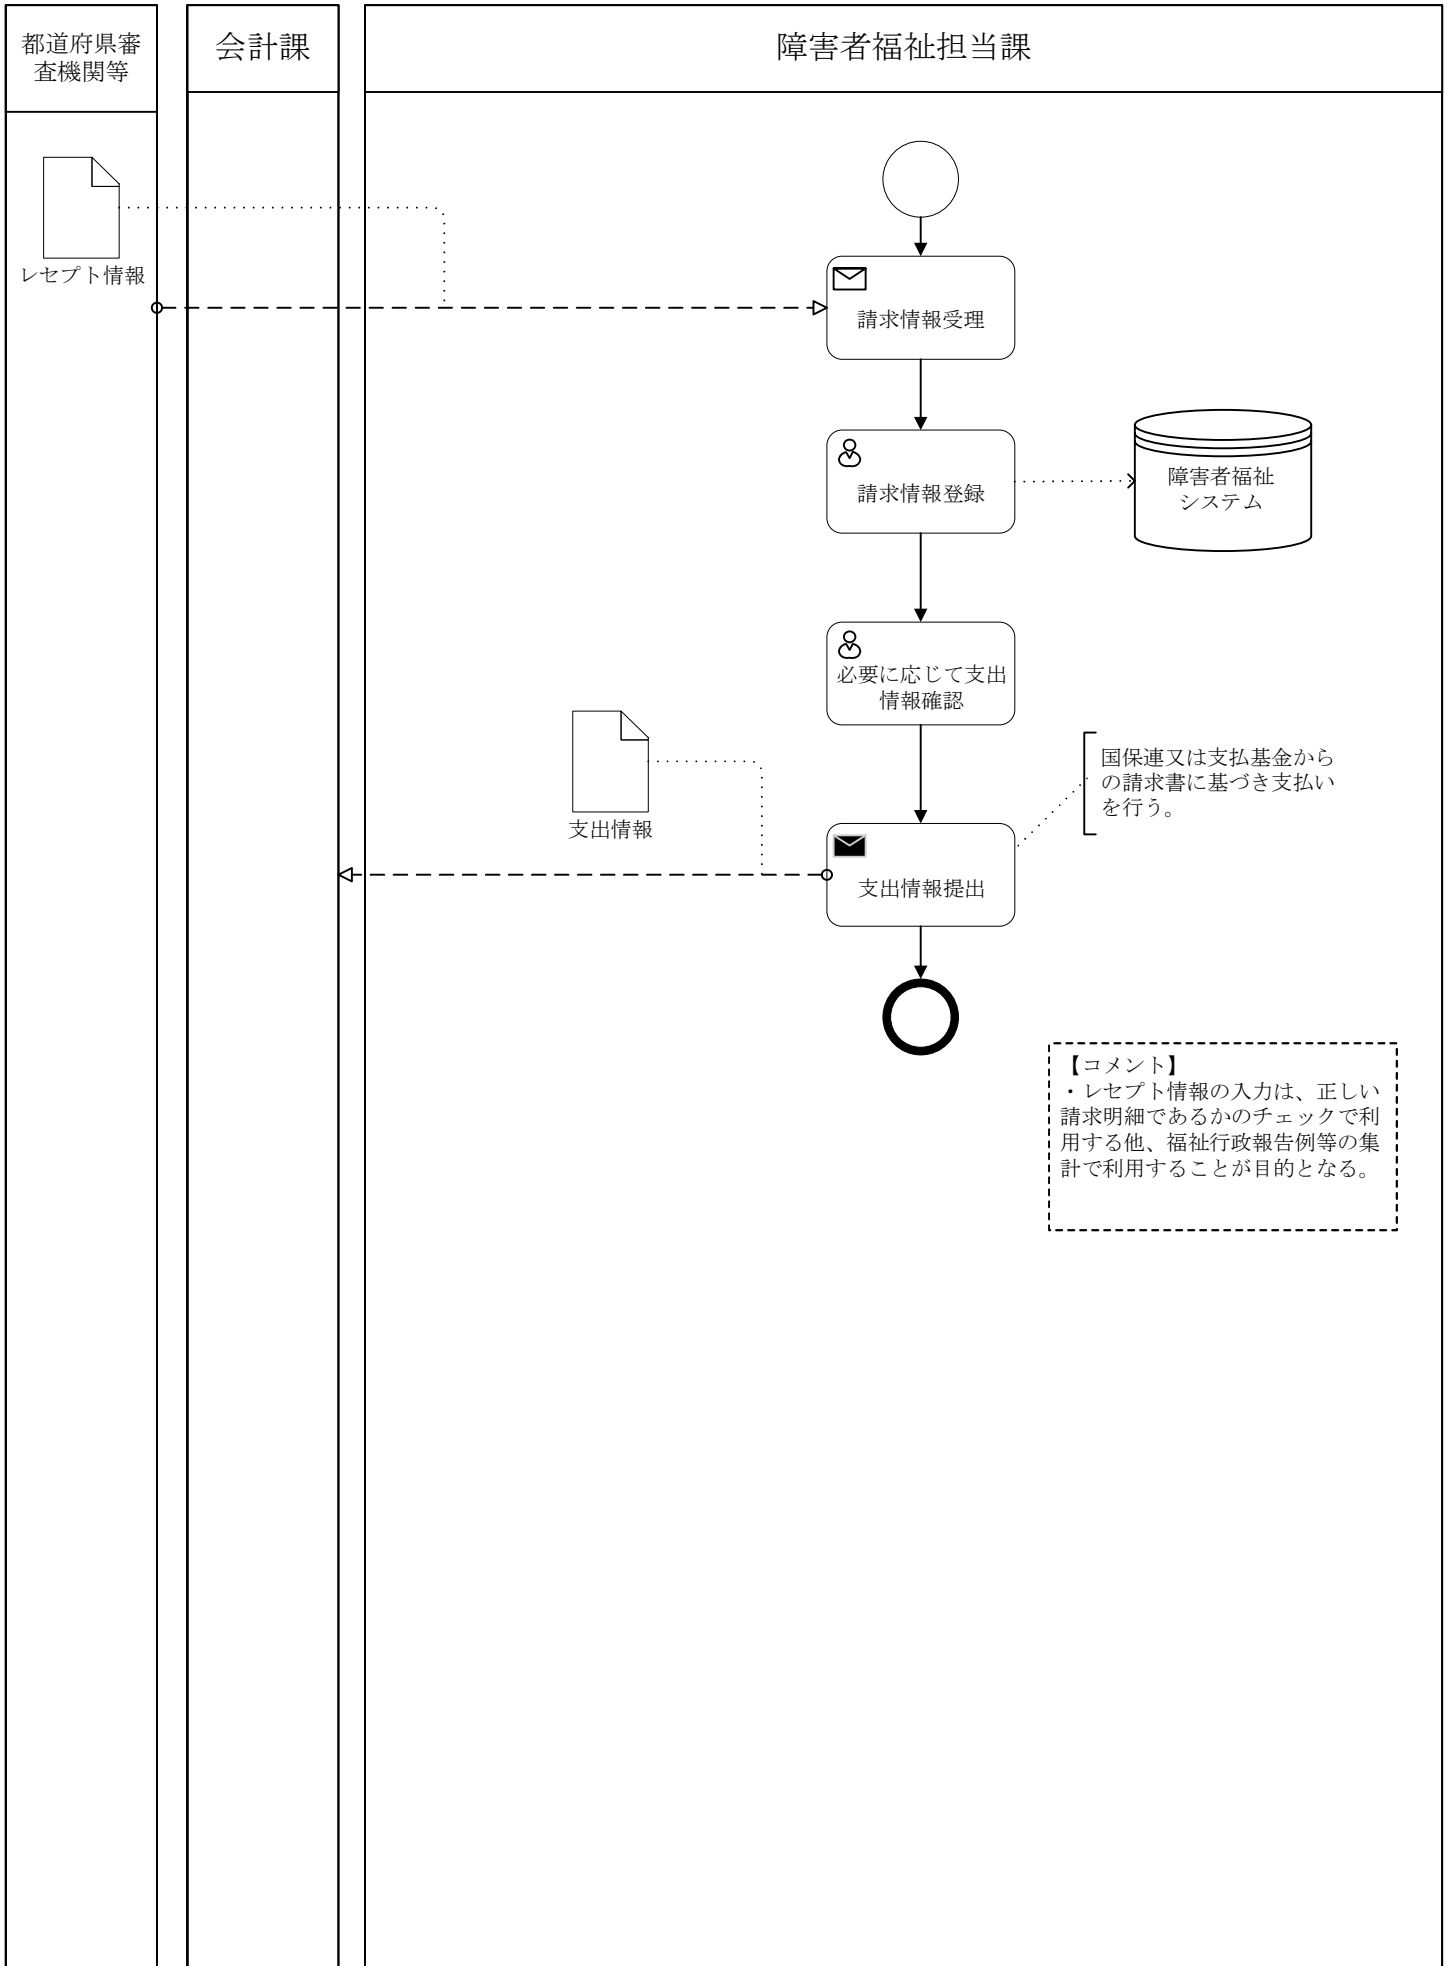 都道府県審
査機関等
会計課
障害者福祉担当課
レセプト情報
請求情報受理
請求情報登録
障害者福祉
システム
必要に応じて支出
情報確認
支出情報
国保連又は支払基金から
の請求書に基づき支払い
を行う。
支出情報提出
【コメント】
・レセプト情報の入力は、正しい
請求明細であるかのチェックで利
用する他、福祉行政報告例等の集
計で利用することが目的となる。